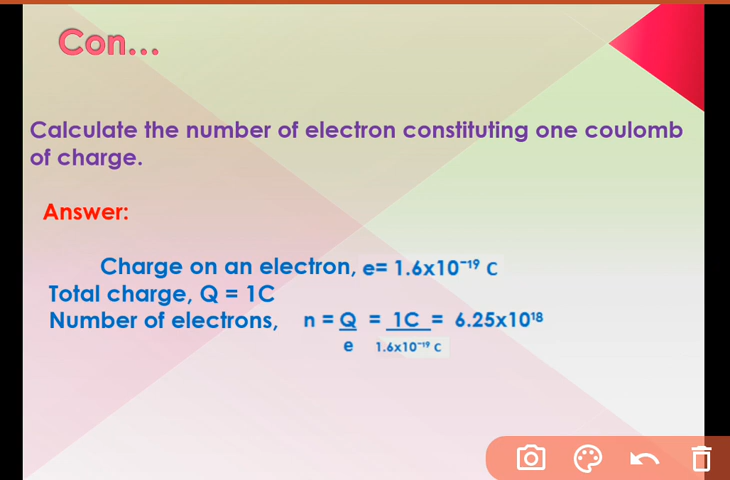 Con...
Calculate the number of electron constituting one coulomb
of charge.
Answer:
Charge on an electron, e= 1.6x10⁻¹⁹ C
Total charge, Q = 1C
Number of electrons, n = Q = 1C = 6.25x10¹⁸
e 1.6x10⁻¹⁹ C